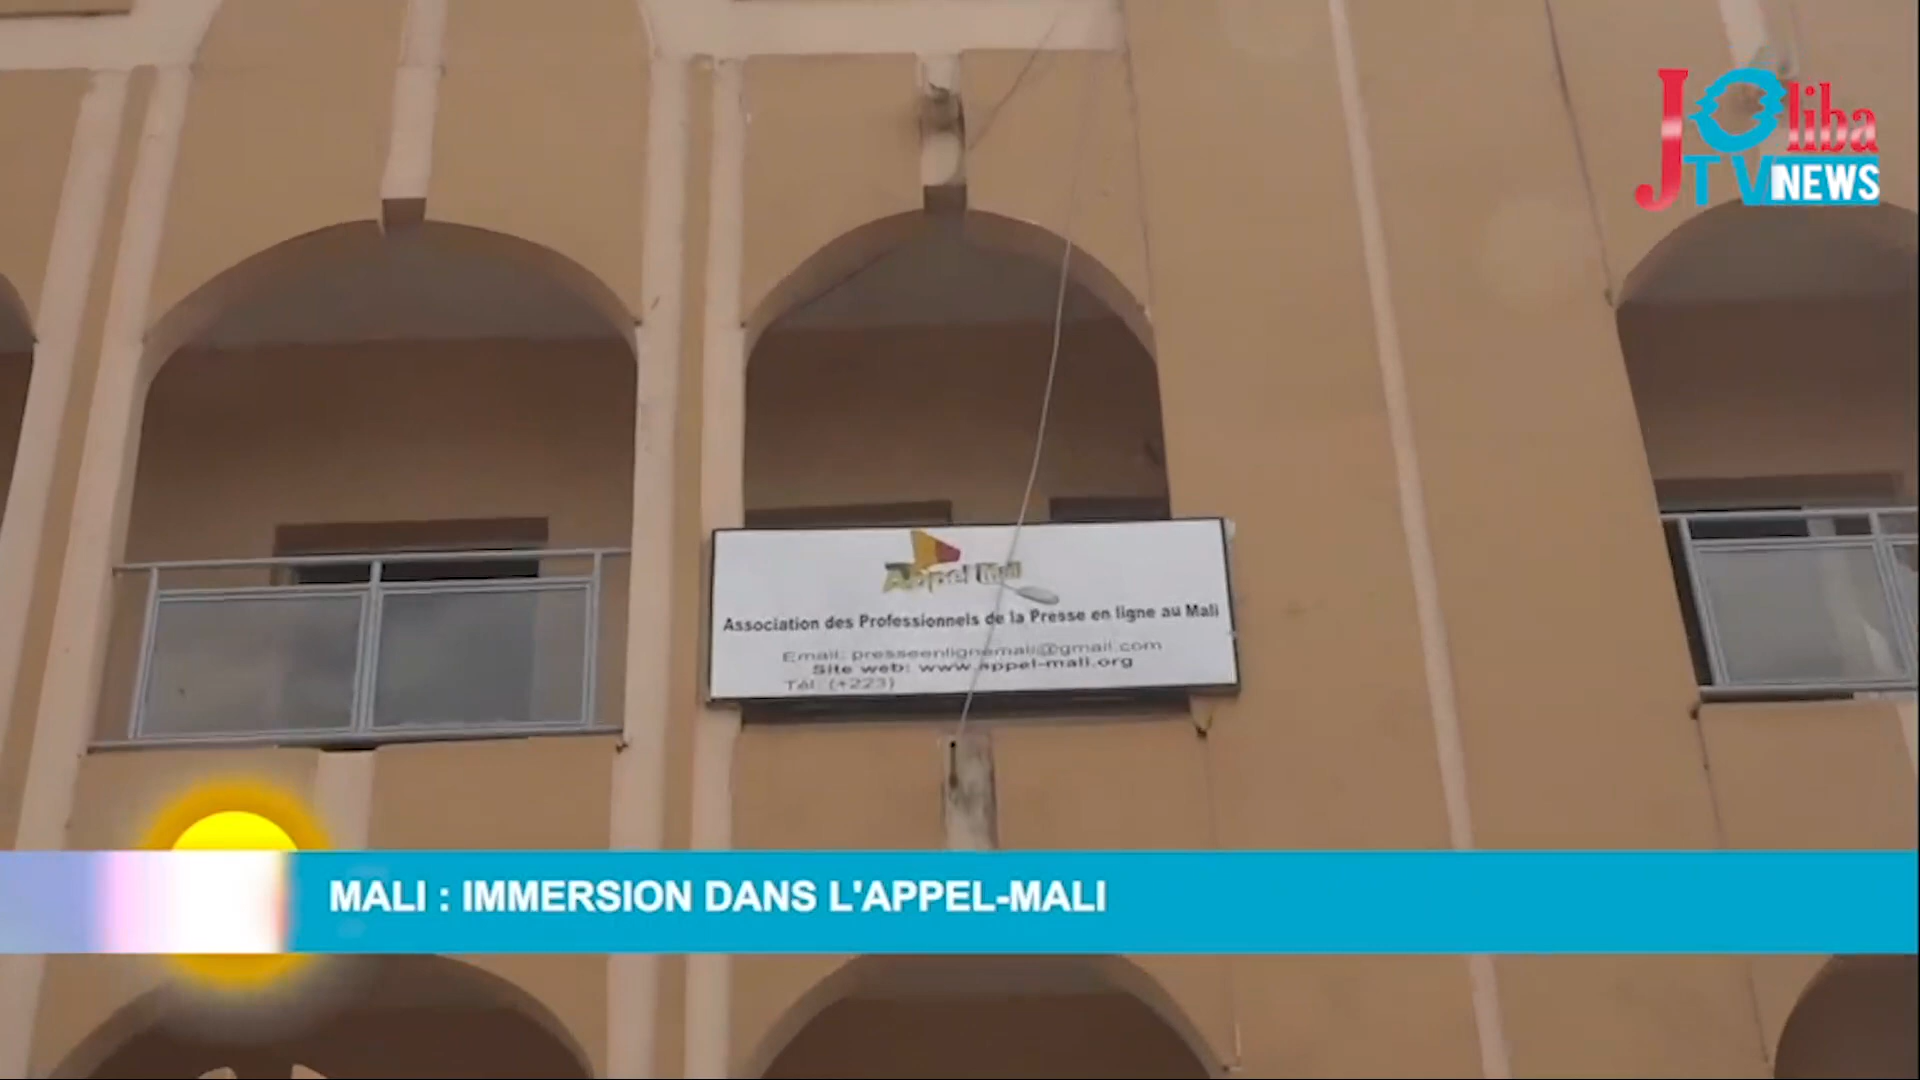 Joliba
TV NEWS
Appel Mali
Association des Professionnels de la Presse en ligne au Mali
Email: presseenlignemali@gmail.com
Site web: www.appel-mali.org
Tél: (+223)
MALI : IMMERSION DANS L'APPEL-MALI